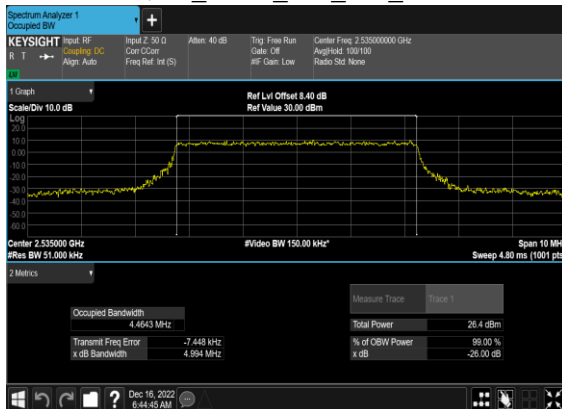 Spectrum Analyzer 1
Occupied BW
KEYSIGHT Input: RF Input Z: 50 Ω Atten: 40 dB Trig: Free Run Center Freq: 2.535000000 GHz
R T Coupling: DC Corr CCorr Gate: Off Avg|Hold: 100/100
Align: Auto Freq Ref: Int (S) #IF Gain: Low Radio Std: None
1 Graph Ref Lvl Offset 8.40 dB
Scale/Div 10.0 dB Ref Value 30.00 dBm
Log
20.0
10.0
0.00
-10.0
-20.0
-30.0
-40.0
-50.0
-60.0
Center 2.535000 GHz #Video BW 150.00 kHz* Span 10 MH
#Res BW 51.000 kHz Sweep 4.80 ms (1001 pts
2 Metrics
Measure Trace Trace 1
Occupied Bandwidth
4.4643 MHz Total Power 26.4 dBm
Transmit Freq Error -7.448 kHz % of OBW Power 99.00 %
x dB Bandwidth 4.994 MHz x dB -26.00 dB
? Dec 16, 2022
6:44:45 AM